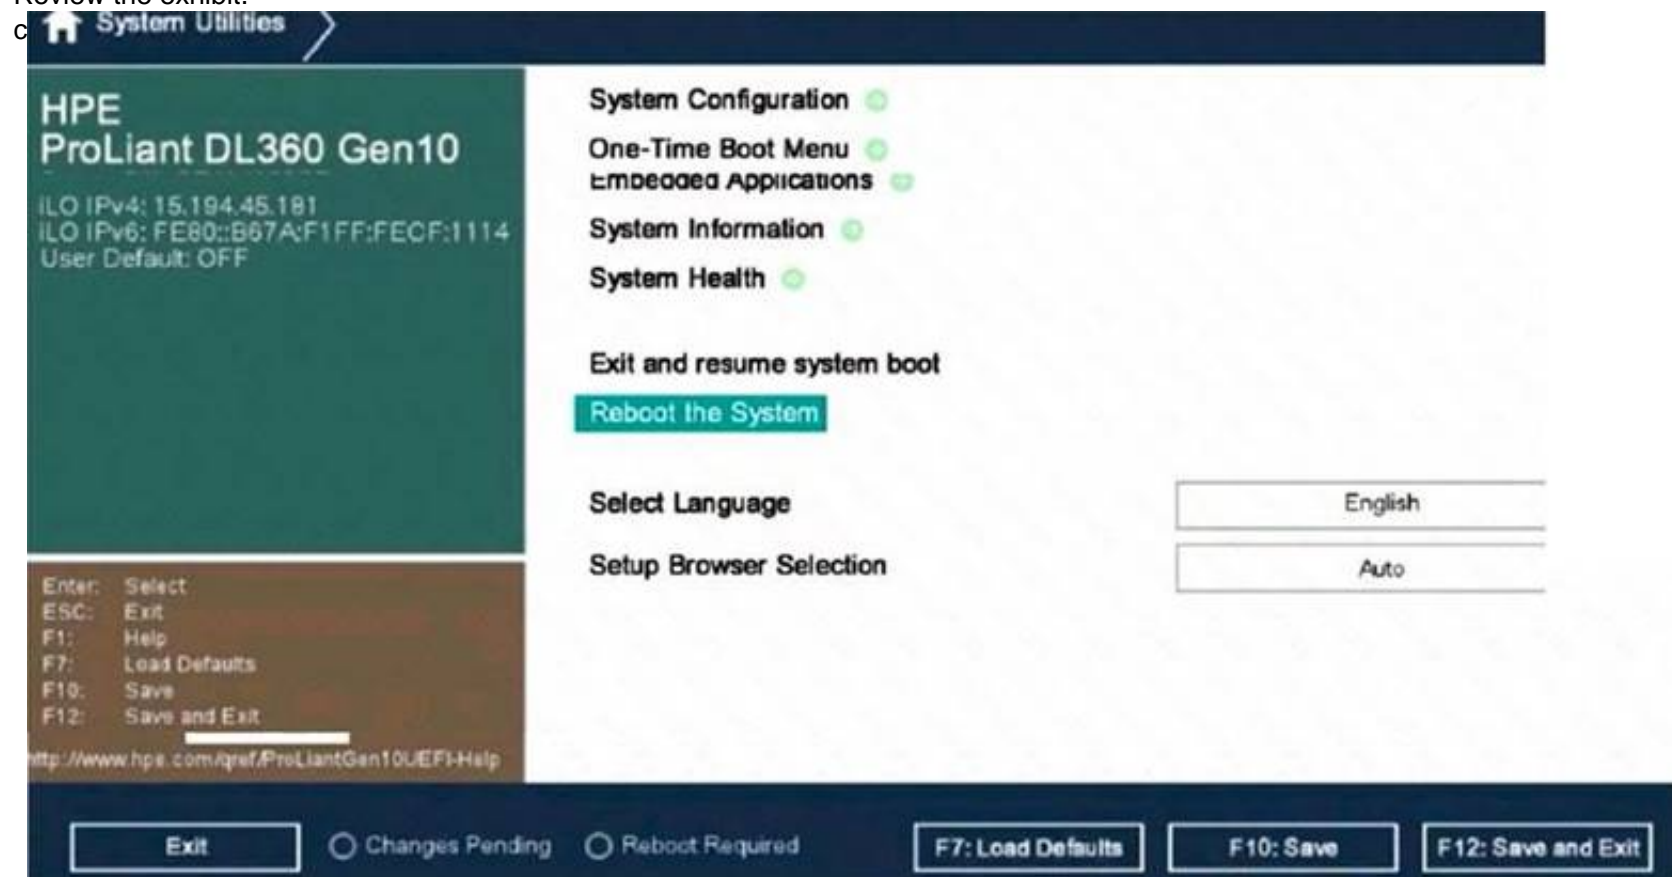 Review the exhibit.
c
System Utilities
HPE
ProLiant DL360 Gen10
iLO IPv4: 15.194.45.181
iLO IPv6: FE80::B67A:F1FF:FECF:1114
User Default: OFF
System Configuration
One-Time Boot Menu
Embedded Applications
System Information
System Health
Exit and resume system boot
Reboot the System
Select Language English
Setup Browser Selection Auto
Enter: Select
ESC: Exit
F1: Help
F7: Load Defaults
F10: Save
F12: Save and Exit
http://www.hpe.com/qref/ProLiantGen10UEFI-Help
Exit Changes Pending Reboot Required F7: Load Defaults F10: Save F12: Save and Exit